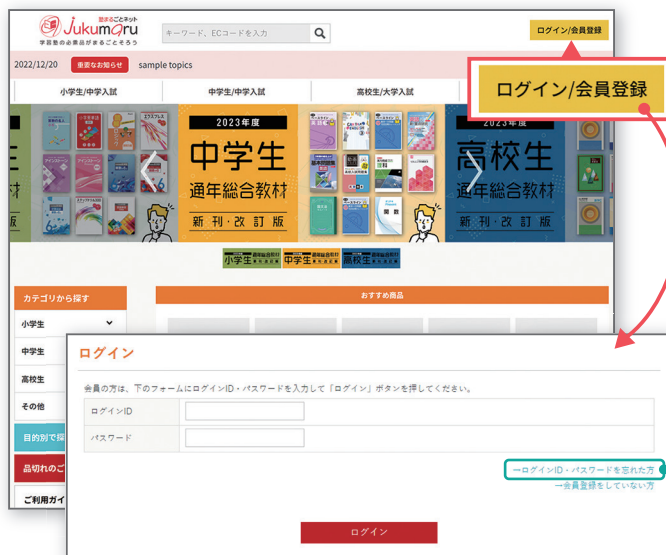 塾まるごとネット
Jukumaru
学習塾の必需品がまるごとそろう
キーワード、ECコードを入力
ログイン/会員登録
2022/12/20
重要なお知らせ
sample topics
小学生/中学入試
中学生/中学入試
高校生/大学入試
ログイン/会員登録
2023年度
中学生
通年総合教材
新刊・改訂版
2023年度
高校生
通年総合教材
新刊・改訂版
小学生
中学生
高校生
カテゴリから探す
おすすめ商品
小学生
中学生
高校生
その他
目的別で探
品切れのご
ご利用ガイ
ログイン
会員の方は、下のフォームにログインID・パスワードを入力して「ログイン」ボタンを押してください。
ログインID
パスワード
→ログインID・パスワードを忘れた方
→会員登録をしていない方
ログイン